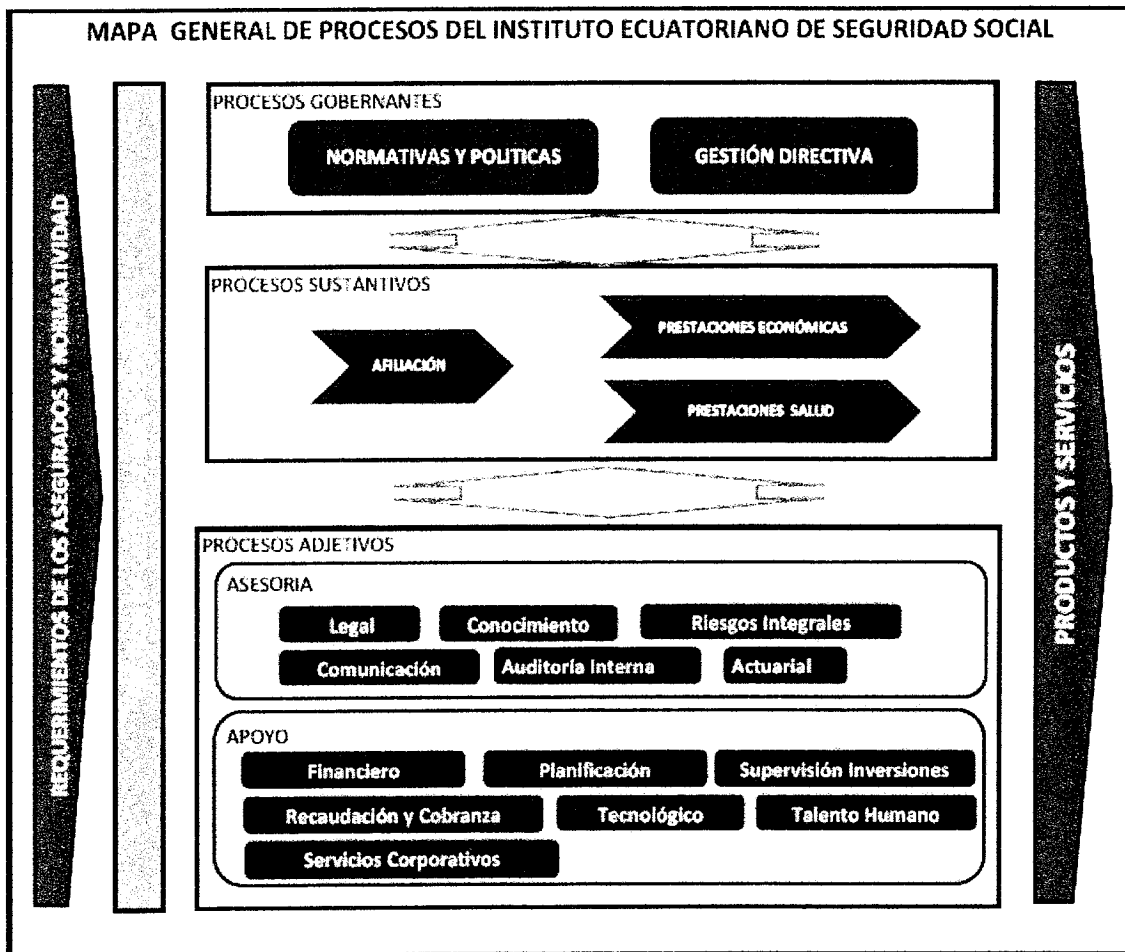 MAPA GENERAL DE PROCESOS DEL INSTITUTO ECUATORIANO DE SEGURIDAD SOCIAL
REQUERIMIENTOS DE LOS ASEGURADOS Y NORMATIVIDAD
PROCESOS GOBERNANTES
NORMATIVAS Y POLITICAS
GESTIÓN DIRECTIVA
PROCESOS SUSTANTIVOS
AFILIACIÓN
PRESTACIONES ECONÓMICAS
PRESTACIONES SALUD
PROCESOS ADJETIVOS
ASESORIA
Legal
Conocimiento
Riesgos Integrales
Comunicación
Auditoría Interna
Actuarial
APOYO
Financiero
Planificación
Supervisión Inversiones
Recaudación y Cobranza
Tecnológico
Talento Humano
Servicios Corporativos
PRODUCTOS Y SERVICIOS